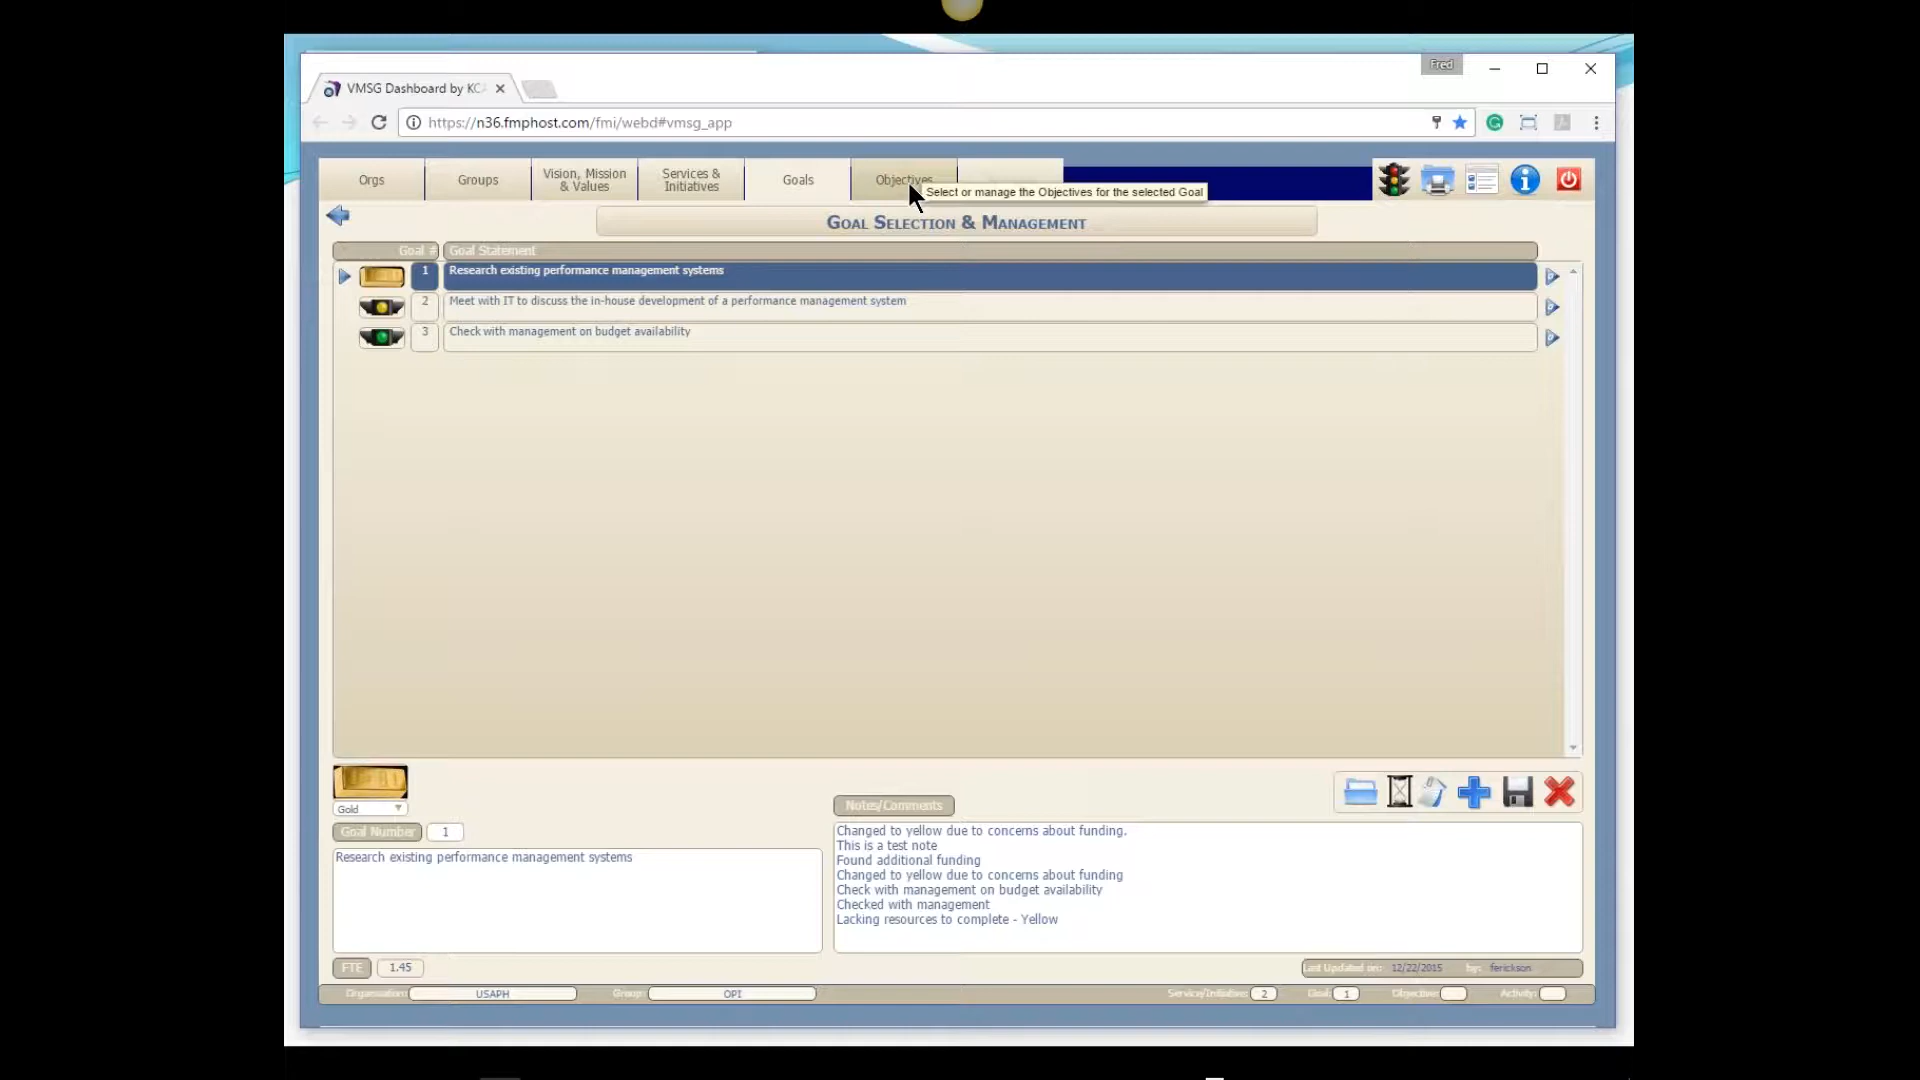 Fred
VMSG Dashboard by KC
https://n36.fmphost.com/fmi/webd#vmsg_app
Orgs
Groups
Vision, Mission
& Values
Services &
Initiatives
Goals
Objectives
Select or manage the Objectives for the selected Goal
Goal Selection & Management
Goal # Goal Statement
1 Research existing performance management systems
2 Meet with IT to discuss the in-house development of a performance management system
3 Check with management on budget availability
Gold
Goal Number 1
Research existing performance management systems
Notes/Comments
Changed to yellow due to concerns about funding.
This is a test note
Found additional funding
Changed to yellow due to concerns about funding
Check with management on budget availability
Checked with management
Lacking resources to complete - Yellow
FTE 1.45
Last Updated on: 12/22/2015 by: ferickson
Organization: USAPH Group: OPI Service/Initiative: 2 Goal: 1 Objective: Activity: